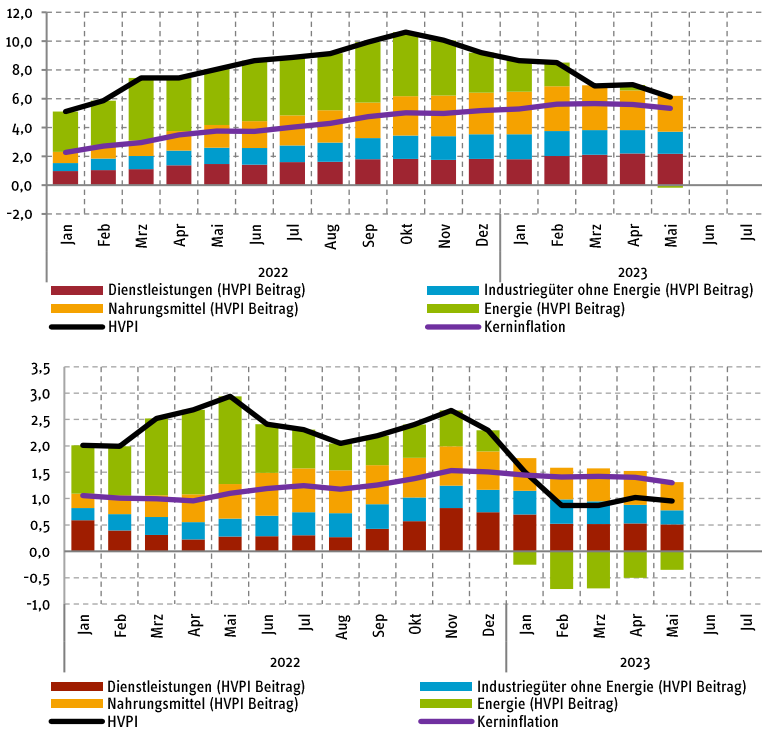 12,0
10,0
8,0
6,0
4,0
2,0
0,0
-2,0
Jan Feb Mrz Apr Mai Jun Jul Aug Sep Okt Nov Dez Jan Feb Mrz Apr Mai Jun Jul
2022 2023
Dienstleistungen (HVPI Beitrag) Industriegüter ohne Energie (HVPI Beitrag)
Nahrungsmittel (HVPI Beitrag) Energie (HVPI Beitrag)
HVPI Kerninflation
3,5
3,0
2,5
2,0
1,5
1,0
0,5
0,0
-0,5
-1,0
Jan Feb Mrz Apr Mai Jun Jul Aug Sep Okt Nov Dez Jan Feb Mrz Apr Mai Jun Jul
2022 2023
Dienstleistungen (HVPI Beitrag) Industriegüter ohne Energie (HVPI Beitrag)
Nahrungsmittel (HVPI Beitrag) Energie (HVPI Beitrag)
HVPI Kerninflation